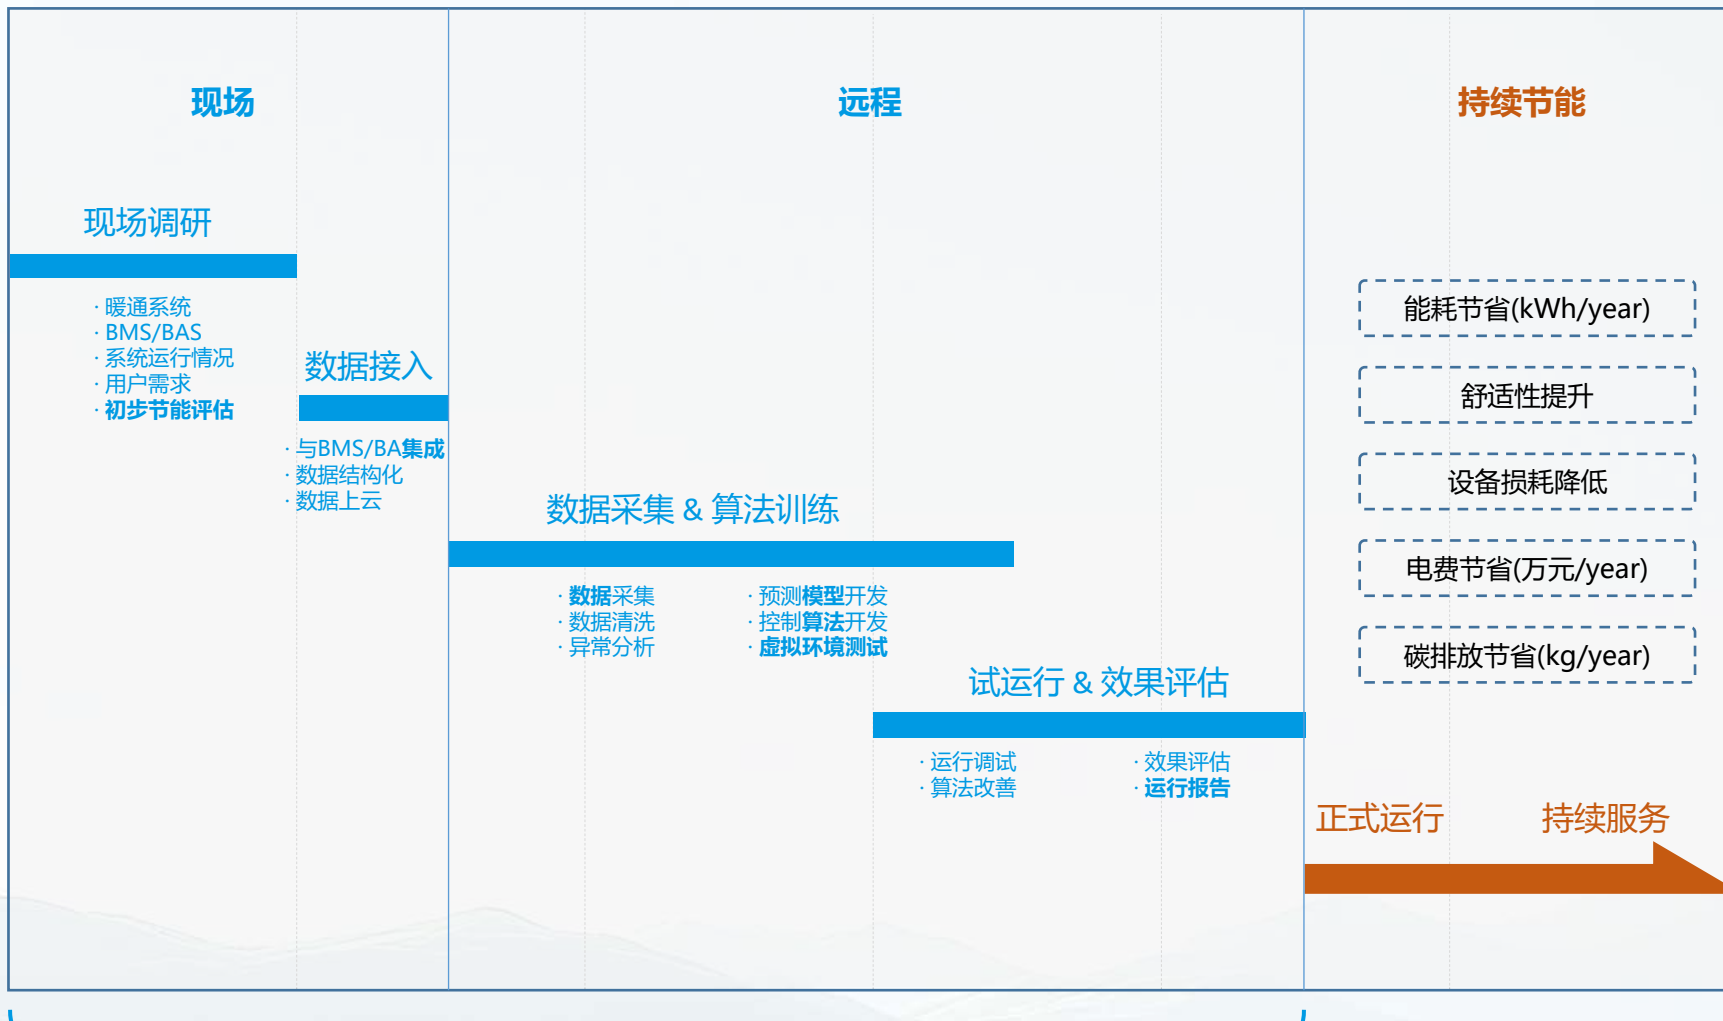 现场
远程
持续节能
现场调研
· 暖通系统
· BMS/BAS
· 系统运行情况
· 用户需求
· 初步节能评估
数据接入
· 与BMS/BA集成
· 数据结构化
· 数据上云
数据采集 & 算法训练
· 数据采集
· 数据清洗
· 异常分析
· 预测模型开发
· 控制算法开发
· 虚拟环境测试
试运行 & 效果评估
· 运行调试
· 算法改善
· 效果评估
· 运行报告
能耗节省(kWh/year)
舒适性提升
设备损耗降低
电费节省(万元/year)
碳排放节省(kg/year)
正式运行
持续服务